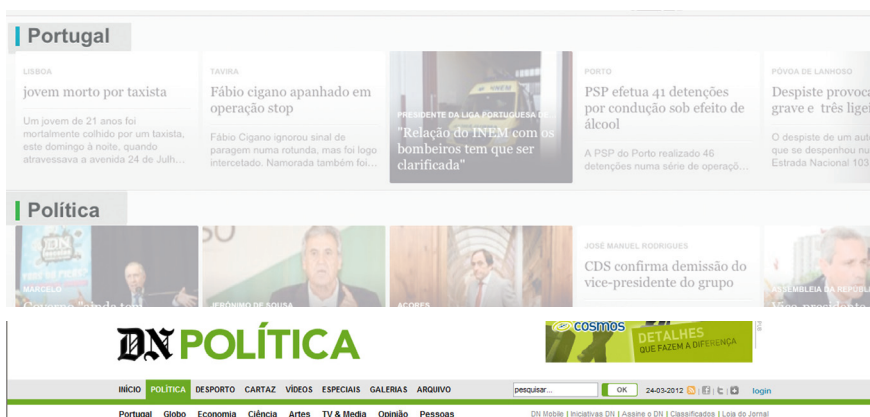 Portugal
LISBOA
jovem morto por taxista
Um jovem de 21 anos foi
mortalmente colhido por um taxista,
este domingo à noite, quando
atravessava a avenida 24 de Julh...
TAVIRA
Fábio cigano apanhado em
operação stop
Fábio Cigano ignorou sinal de
paragem numa rotunda, mas foi logo
intercetado. Namorada também foi...
PRESIDENTE DA LIGA PORTUGUESA DE...
"Relação do INEM com os
bombeiros tem que ser
clarificada"
PORTO
PSP efetua 41 detenções
por condução sob efeito de
álcool
A PSP do Porto realizado 46
detenções numa série de operaçõ...
PÓVOA DE LANHOSO
Despiste provoca
grave e três ligei
O despiste de um aut
que se despenhou nu
Estrada Nacional 103
Política
MARCELO
Governo "ainda tem
JERÓNIMO DE SOUSA
AÇORES
JOSÉ MANUEL RODRIGUES
CDS confirma demissão do
vice-presidente do grupo
ASSEMBLEIA DA REPÚBLI
Vice-presidente
DN POLÍTICA
cosmos
DETALHES
QUE FAZEM A DIFERENÇA
PUB
INÍCIO POLÍTICA DESPORTO CARTAZ VÍDEOS ESPECIAIS GALERIAS ARQUIVO
pesquisar... OK 24-03-2012 login
Portugal Globo Economia Ciência Artes TV & Media Opinião Pessoas
DN Mobile | Iniciativas DN | Assine o DN | Classificados | Loja do Jornal